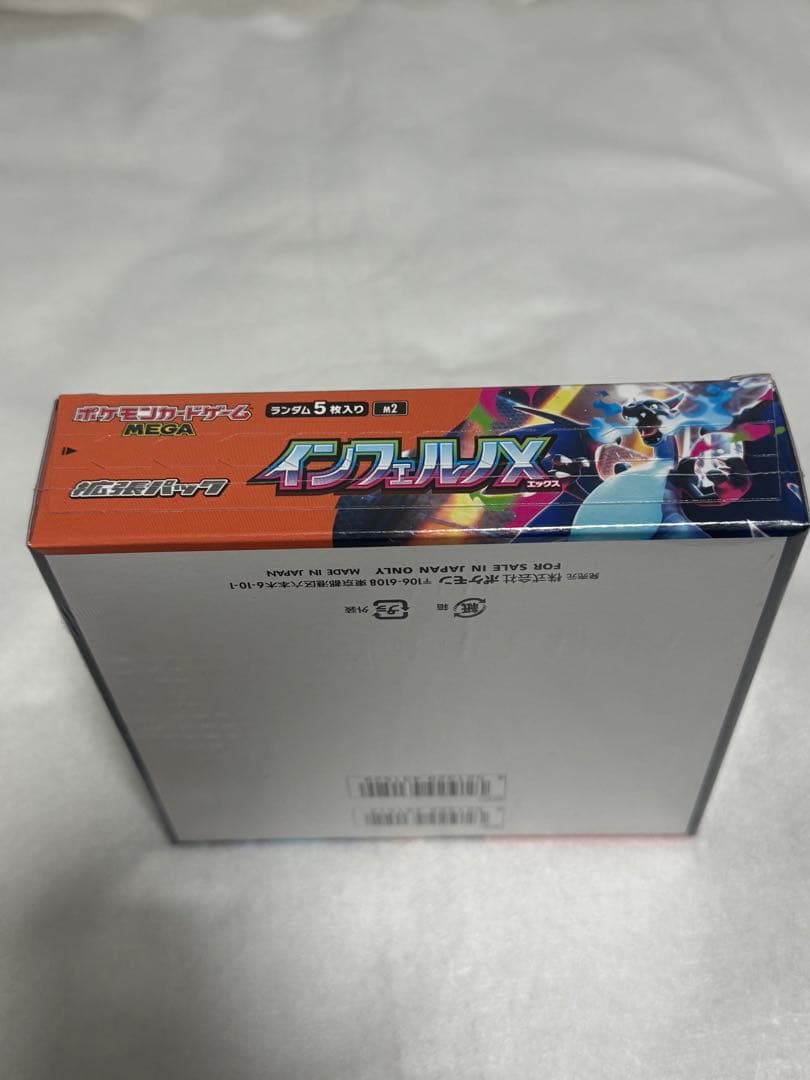 ポケモンカードゲーム
MEGA
ランダム5枚入り M2
拡張パック
インフェルノX
エックス
発売元 株式会社ポケモン 〒106-6108 東京都港区六本木6-10-1
FOR SALE IN JAPAN ONLY MADE IN JAPAN
紙 箱
プラ 外装